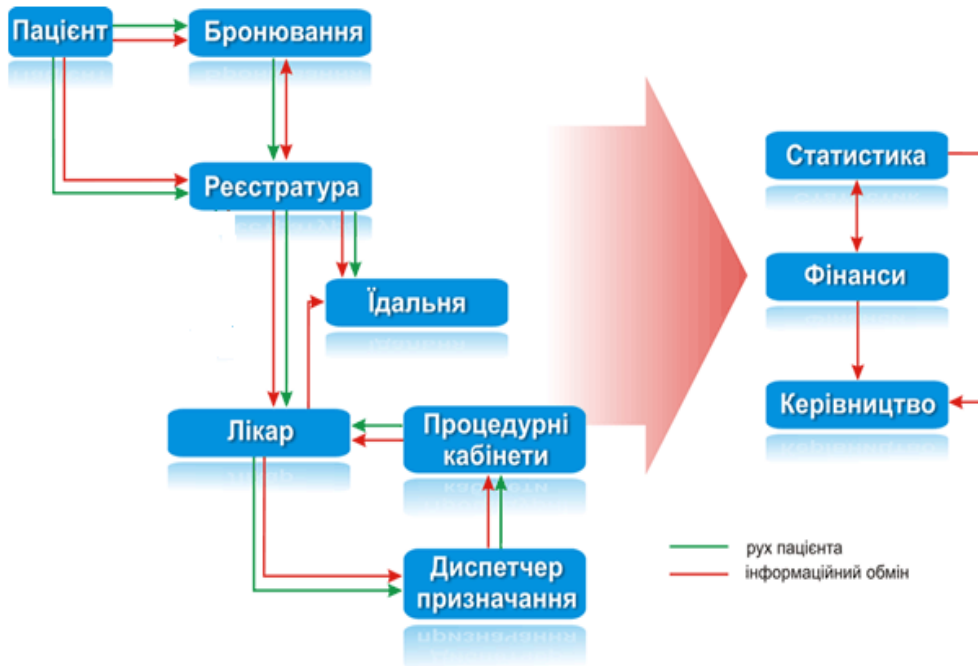 Пацієнт
Бронювання
Реєстратура
Їдальня
Лікар
Процедурні
кабінети
Диспетчер
призначання
Статистика
Фінанси
Керівництво
рух пацієнта
інформаційний обмін